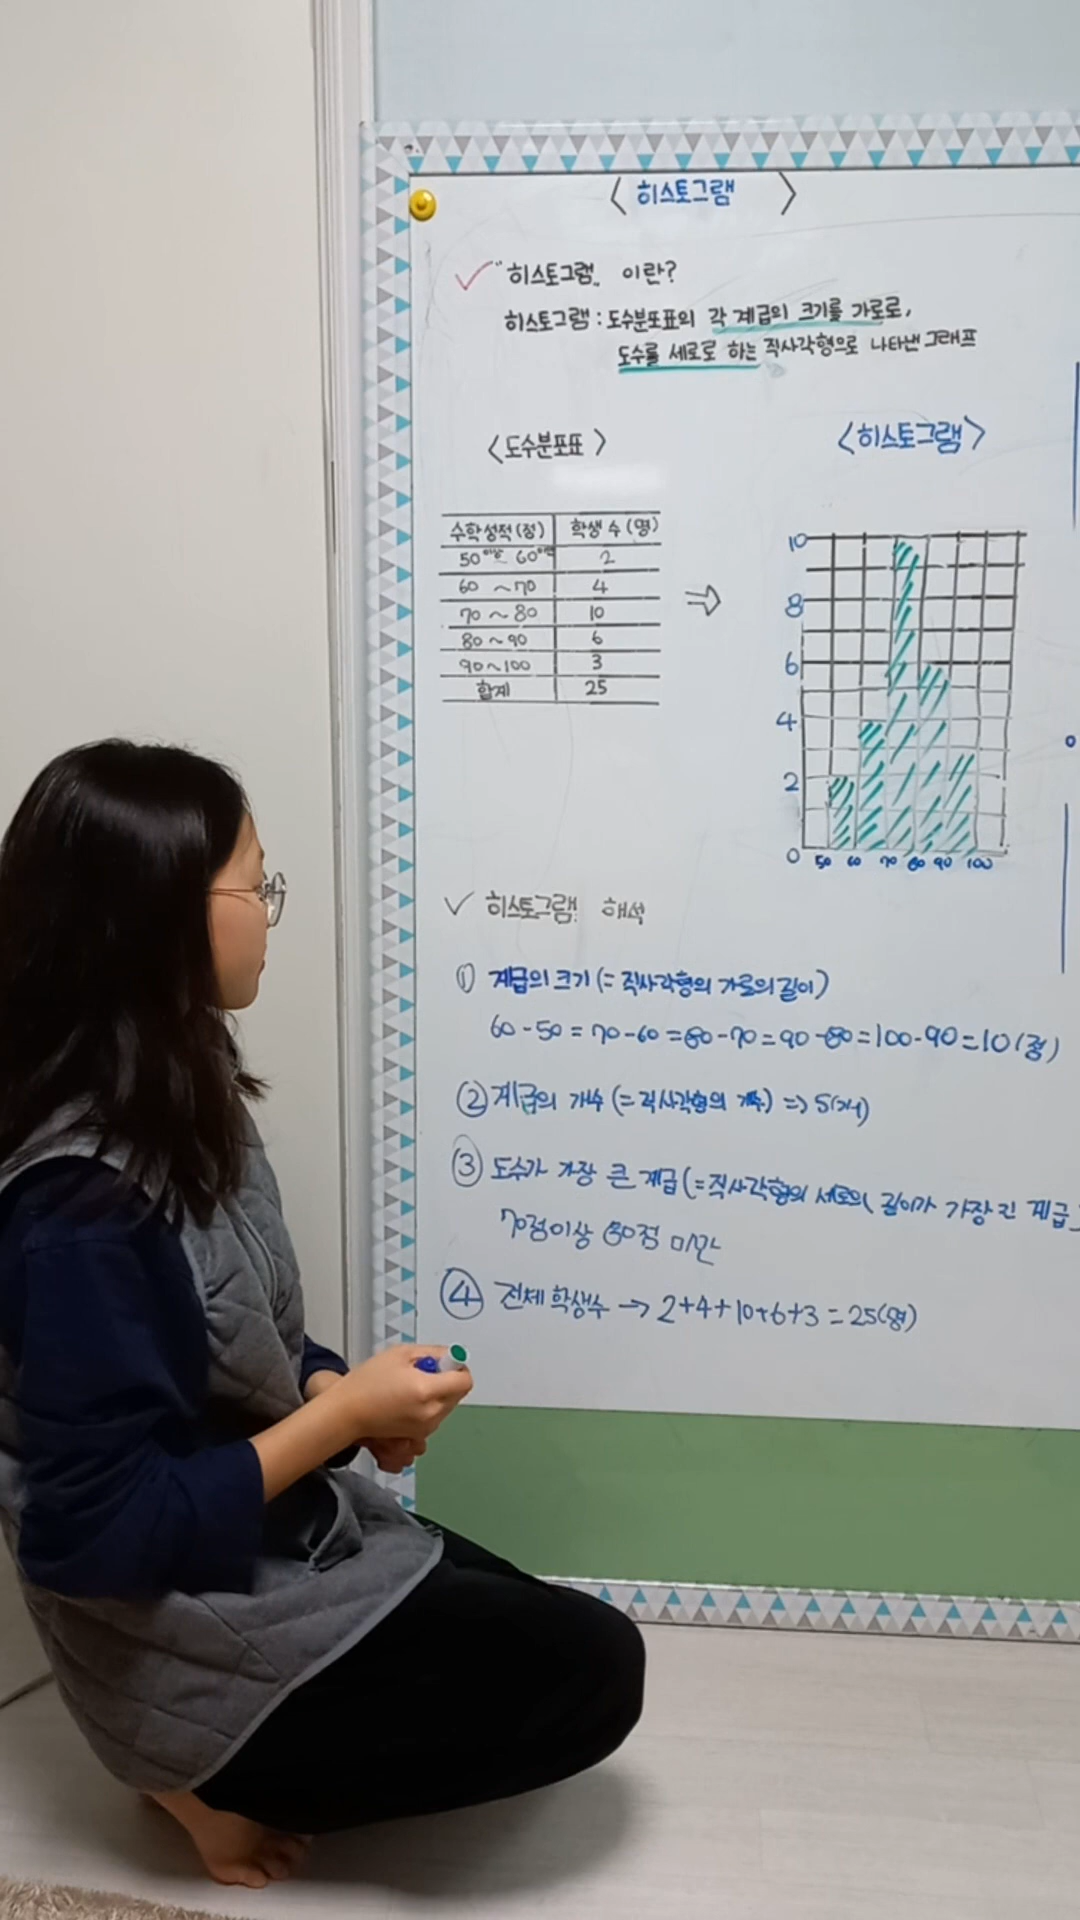 < 히스토그램 >
✓ "히스토그램" 이란?
히스토그램 : 도수분포표의 각 계급의 크기를 가로로,
도수를 세로로 하는 직사각형으로 나타낸 그래프
<도수분포표>
<히스토그램>
수학성적(점) 학생 수 (명)
50이상~ 60미만 2
60 ~70 4
70 ~ 80 10
80 ~ 90 6
90~100 3
합계 25
⇒
10
8
6
4
2
0 50 60 70 80 90 100
✓ 히스토그램 해석
① 계급의 크기 (= 직사각형의 가로의 길이)
60 - 50 = 70 - 60 = 80 - 70 = 90 - 80 = 100 - 90 = 10(점)
② 계급의 개수 (= 직사각형의 개수) => 5(개)
③ 도수가 가장 큰 계급 (= 직사각형의 세로의 길이가 가장 긴 계급
70점이상 80점 미만
④ 전체 학생수 → 2+4+10+6+3 = 25(명)